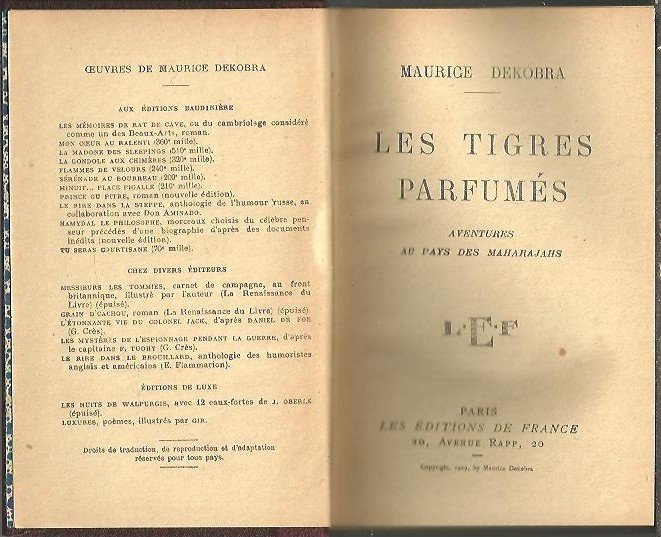 ŒUVRES DE MAURICE DEKOBRA
AUX ÉDITIONS BAUDINIÈRE
LES MÉMOIRES DE RAT DE CAVE, ou du cambriolage considéré
comme un des Beaux-Arts, roman.
MON CŒUR AU RALENTI (360e mille).
LA MADONE DES SLEEPINGS (510e mille).
LA GONDOLE AUX CHIMÈRES (320e mille).
FLAMMES DE VELOURS (240e mille).
SÉRÉNADE AU BOURREAU (200e mille).
MINUIT... PLACE PIGALLE (210e mille).
PRINCE OU PITRE, roman (nouvelle édition).
LE RIRE DANS LA STEPPE, anthologie de l'humour russe, en
collaboration avec DON AMINADO.
HAMYDAL LE PHILOSOPHE, morceaux choisis du célèbre pen-
seur précédés d'une biographie d'après des documents
inédits (nouvelle édition).
TU SERAS COURTISANE (70e mille).
CHEZ DIVERS ÉDITEURS
MESSIEURS LES TOMMIES, carnet de campagne, au front
britannique, illustré par l'auteur (La Renaissance du
Livre) (épuisé).
GRAIN D'CACHOU, roman (La Renaissance du Livre) (épuisé).
L'ÉTONNANTE VIE DU COLONEL JACK, d'après DANIEL DE FOE
(G. Crès).
LES MYSTÈRES DE L'ESPIONNAGE PENDANT LA GUERRE, d'après
le capitaine F. TUOHY (G. Crès).
LE RIRE DANS LE BROUILLARD, anthologie des humoristes
anglais et américains (E. Flammarion).
ÉDITIONS DE LUXE
LES NUITS DE WALPURGIS, avec 12 eaux-fortes de J. OBERLÉ
(épuisé).
LUXURES, poèmes, illustrés par GIR.
Droits de traduction, de reproduction et d'adaptation
réservés pour tous pays.
MAURICE DEKOBRA
LES TIGRES
PARFUMÉS
AVENTURES
AU PAYS DES MAHARAJAHS
L·E·F
PARIS
LES ÉDITIONS DE FRANCE
20, AVENUE RAPP, 20
Copyright, by Maurice Dekobra